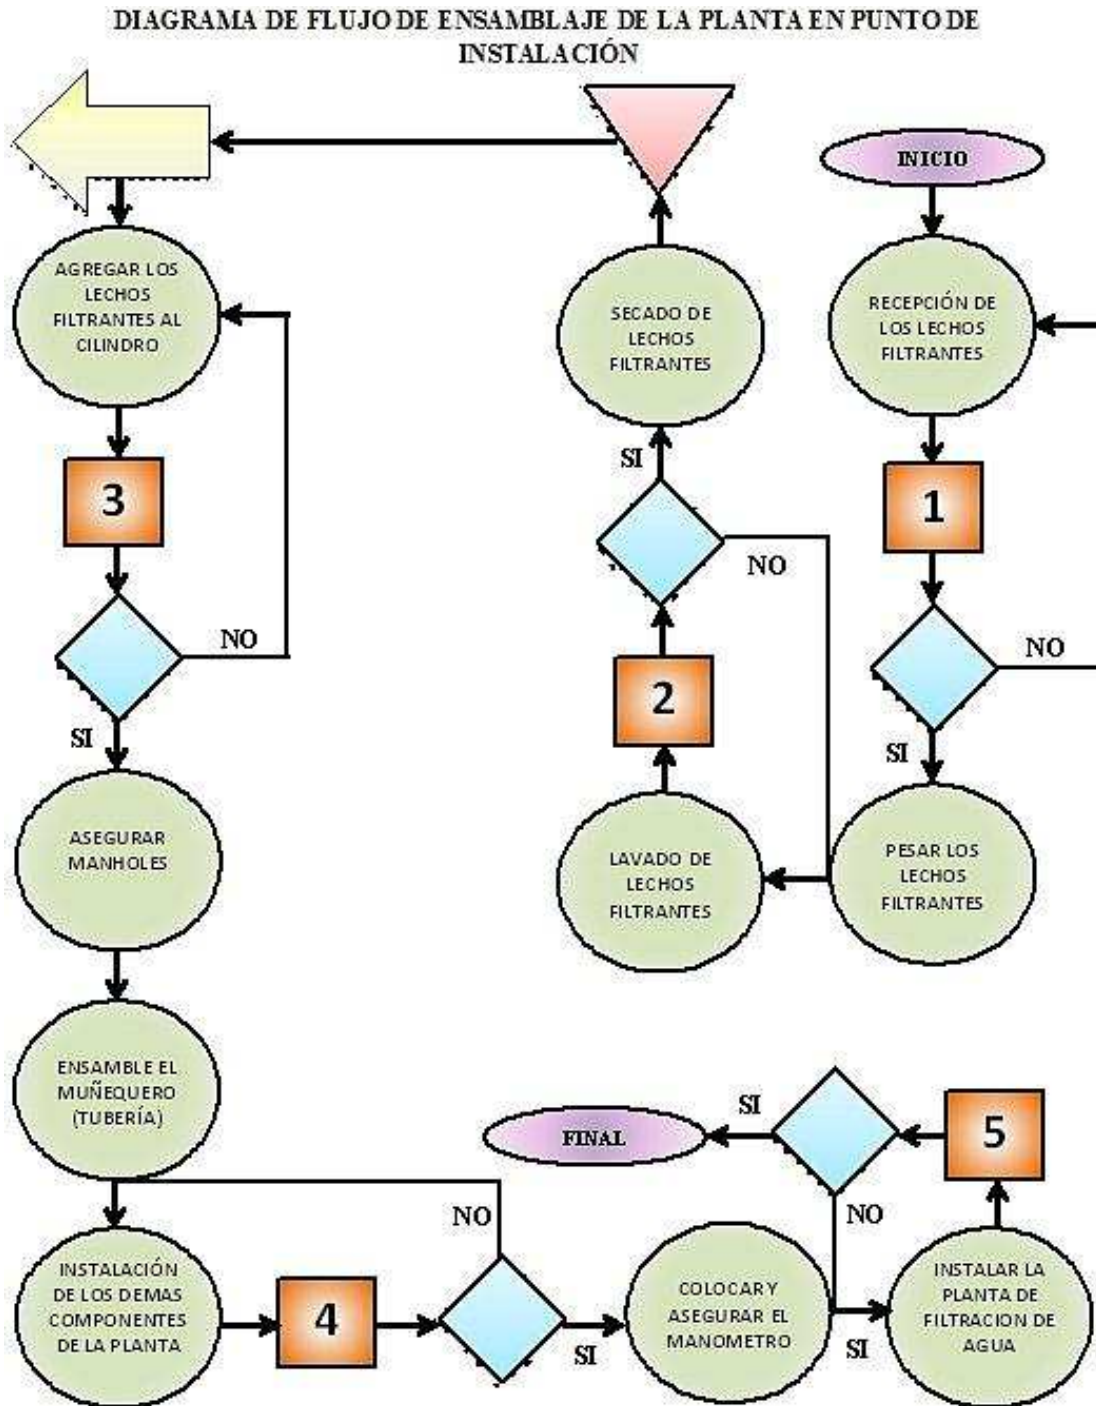 DIAGRAMA DE FLUJO DE ENSAMBLAJE DE LA PLANTA EN PUNTO DE
INSTALACIÓN
INICIO
RECEPCIÓN DE
LOS LECHOS
FILTRANTES
1
NO
SI
PESAR LOS
LECHOS
FILTRANTES
LAVADO DE
LECHOS
FILTRANTES
2
NO
SI
SECADO DE
LECHOS
FILTRANTES
AGREGAR LOS
LECHOS
FILTRANTES AL
CILINDRO
3
NO
SI
ASEGURAR
MANHOLES
ENSAMBLE EL
MUÑEQUERO
(TUBERÍA)
INSTALACIÓN
DE LOS DEMAS
COMPONENTES
DE LA PLANTA
4
NO
SI
COLOCAR Y
ASEGURAR EL
MANOMETRO
SI
INSTALAR LA
PLANTA DE
FILTRACION DE
AGUA
5
NO
SI
FINAL